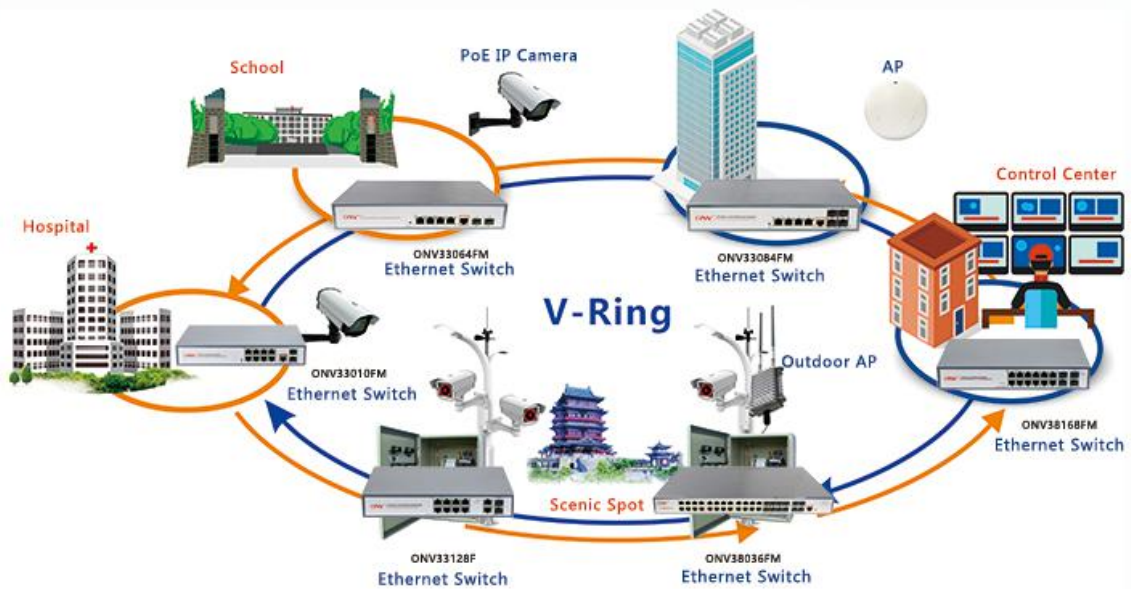 PoE IP Camera
School
AP
Control Center
Hospital
ONV33064FM
Ethernet Switch
ONV33084FM
Ethernet Switch
V-Ring
Outdoor AP
ONV33010FM
Ethernet Switch
ONV38168FM
Ethernet Switch
Scenic Spot
ONV33128F
Ethernet Switch
ONV38036FM
Ethernet Switch